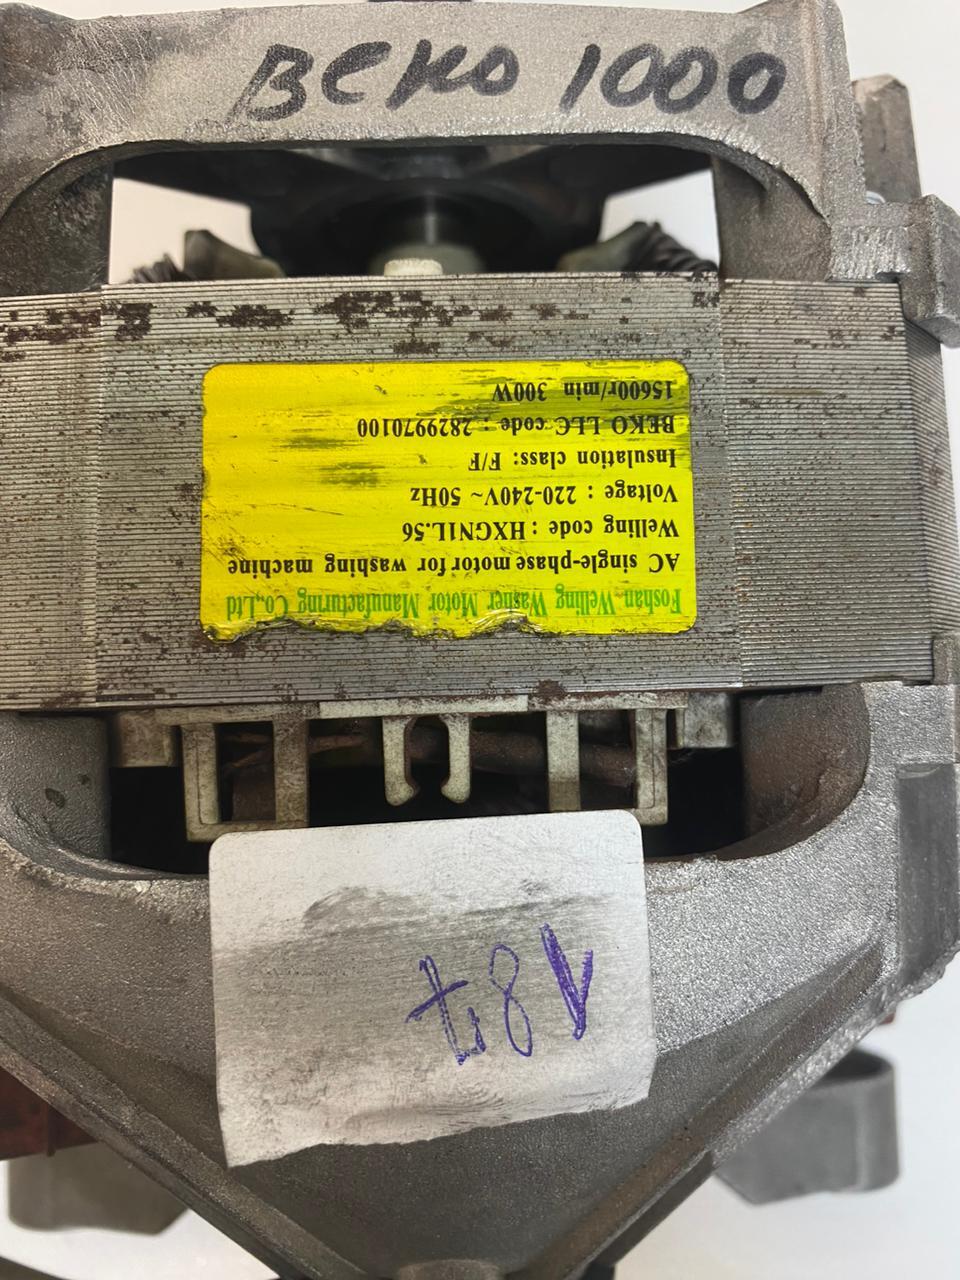 BEKO 1000
Foshan Welling Washer Motor Manufacturing Co.,Ltd
AC single-phase motor for washing machine
Welling code : HXGN1L.56
Voltage : 220-240V~ 50Hz
Insulation class: F/F
BEKO LLC code : 2829970100
15600r/min 300W